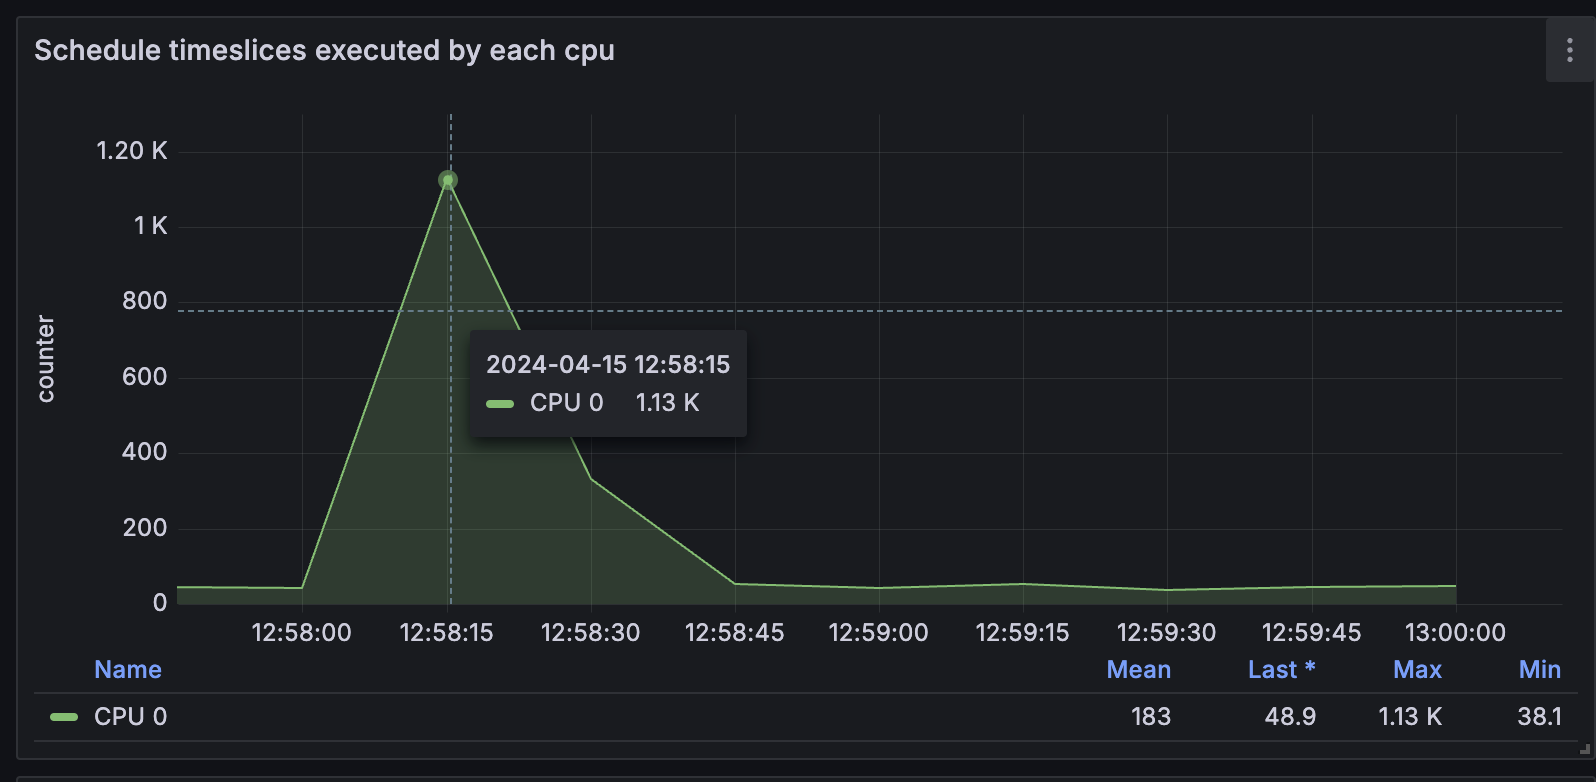 Schedule timeslices executed by each cpu
counter
1.20 K
1 K
800
600
400
200
0
2024-04-15 12:58:15
CPU 0 1.13 K
12:58:00 12:58:15 12:58:30 12:58:45 12:59:00 12:59:15 12:59:30 12:59:45 13:00:00
Name Mean Last * Max Min
CPU 0 183 48.9 1.13 K 38.1